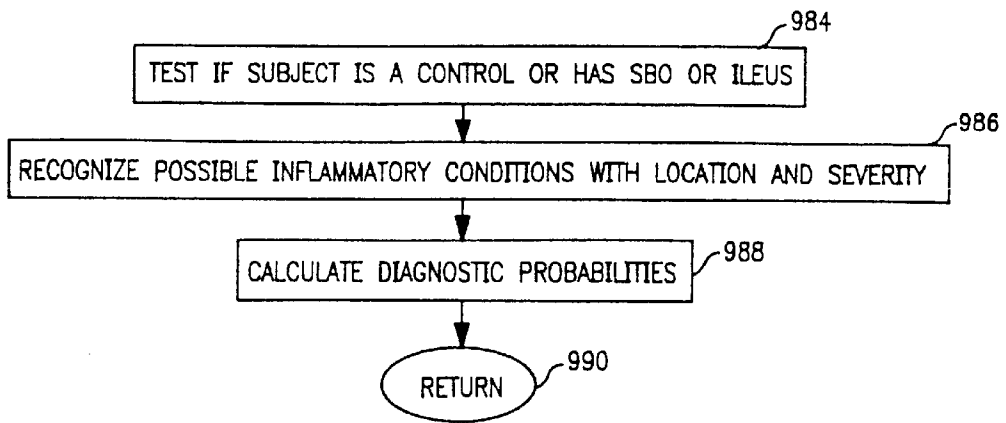 984
TEST IF SUBJECT IS A CONTROL OR HAS SBO OR ILEUS
986
RECOGNIZE POSSIBLE INFLAMMATORY CONDITIONS WITH LOCATION AND SEVERITY
988
CALCULATE DIAGNOSTIC PROBABILITIES
990
RETURN